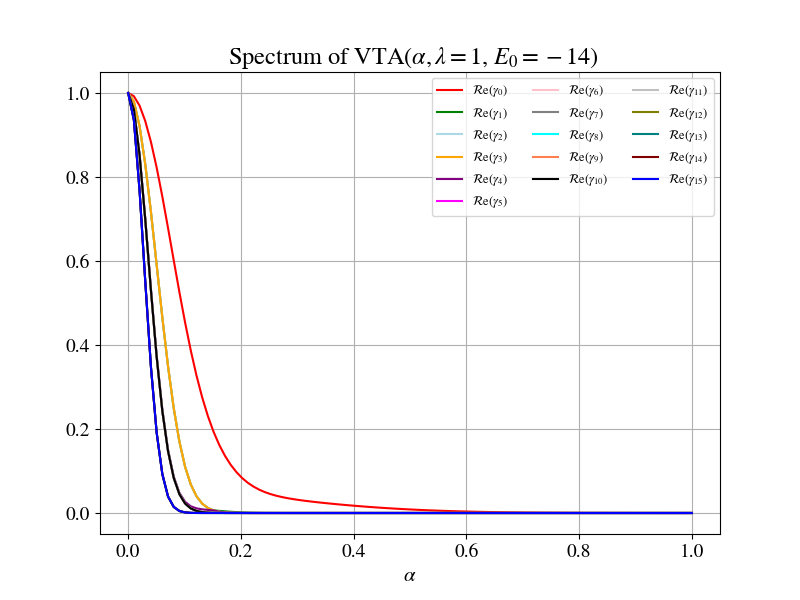 Spectrum of VTA(α, λ = 1, E₀ = −14)
1.0
0.8
0.6
0.4
0.2
0.0
0.0 0.2 0.4 0.6 0.8 1.0
α
ℛe(γ₀) ℛe(γ₆) ℛe(γ₁₁)
ℛe(γ₁) ℛe(γ₇) ℛe(γ₁₂)
ℛe(γ₂) ℛe(γ₈) ℛe(γ₁₃)
ℛe(γ₃) ℛe(γ₉) ℛe(γ₁₄)
ℛe(γ₄) ℛe(γ₁₀) ℛe(γ₁₅)
ℛe(γ₅)